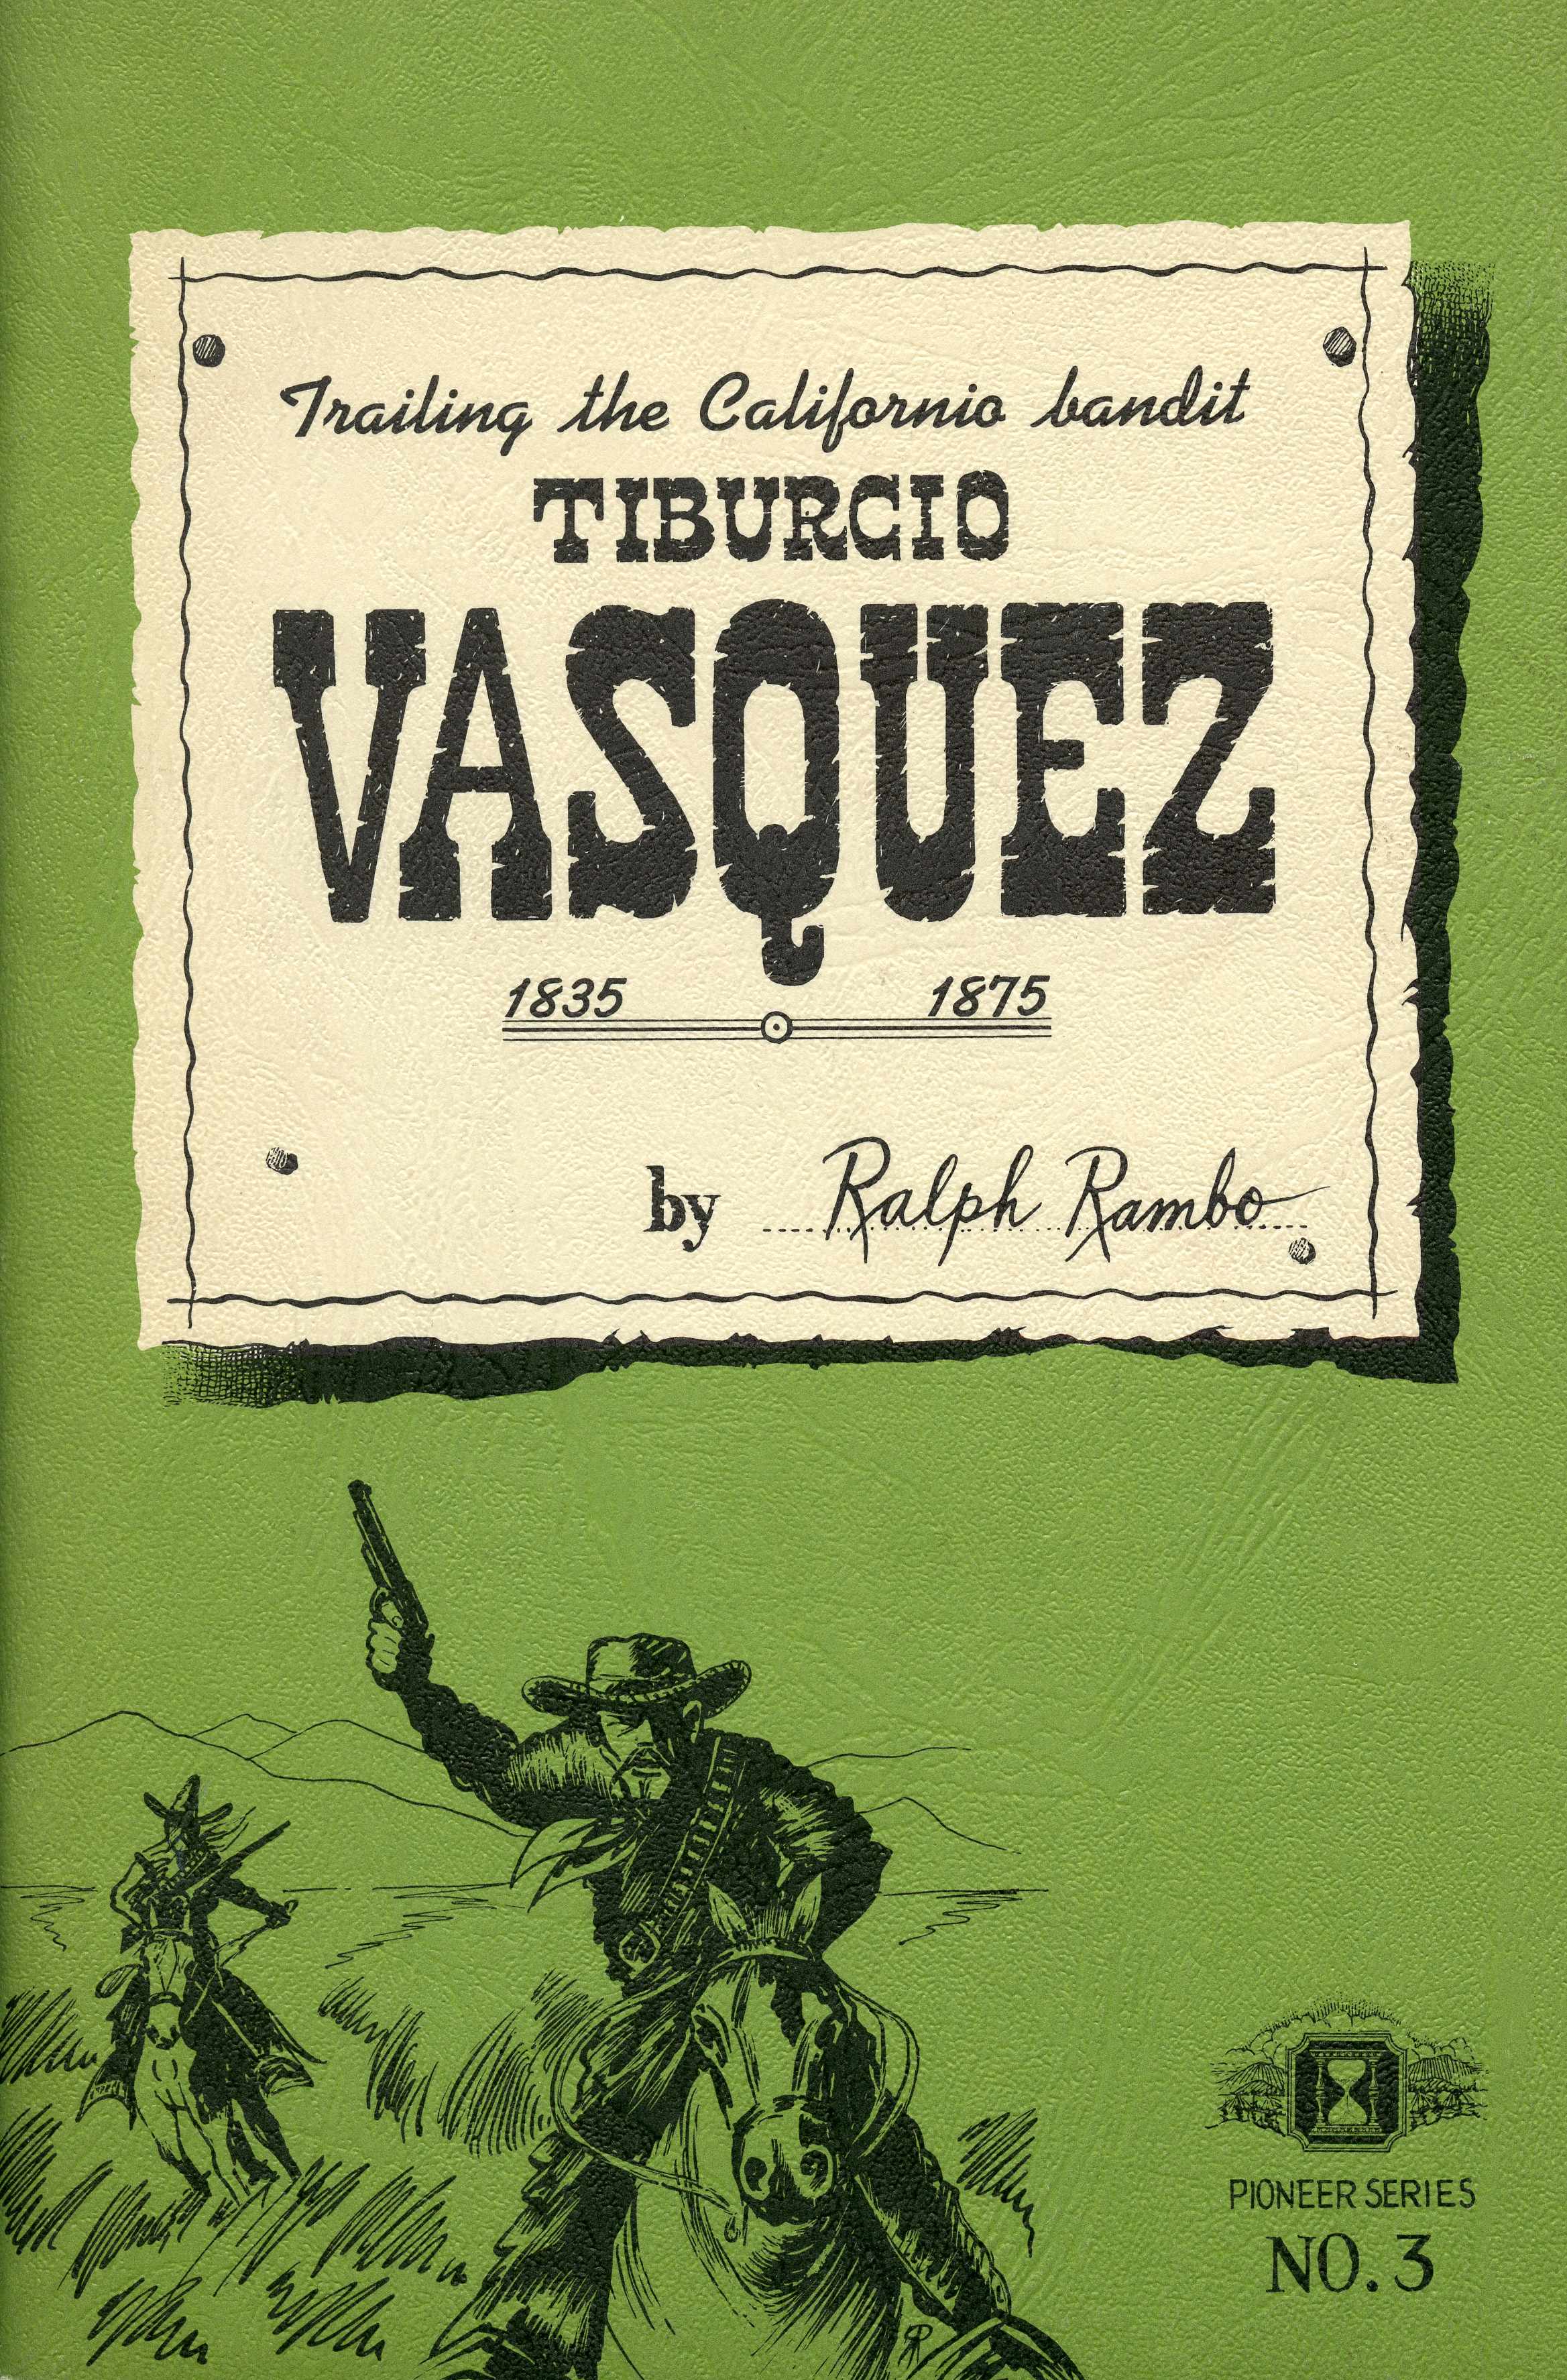 Trailing the Californio bandit
TIBURCIO
VASQUEZ
1835 1875
by Ralph Rambo
PIONEER SERIES
NO. 3